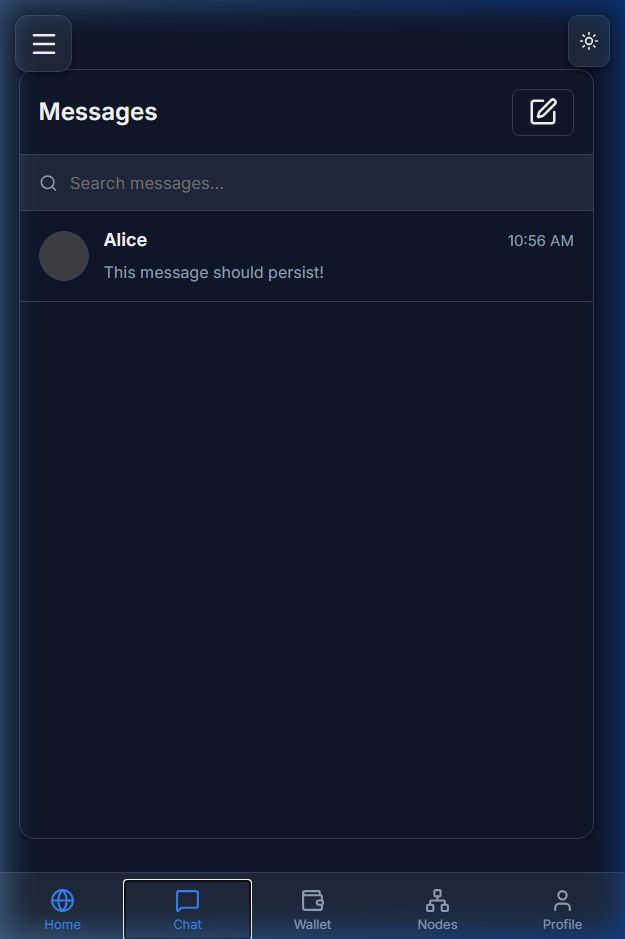 Messages
Search messages...
Alice
10:56 AM
This message should persist!
Home
Chat
Wallet
Nodes
Profile